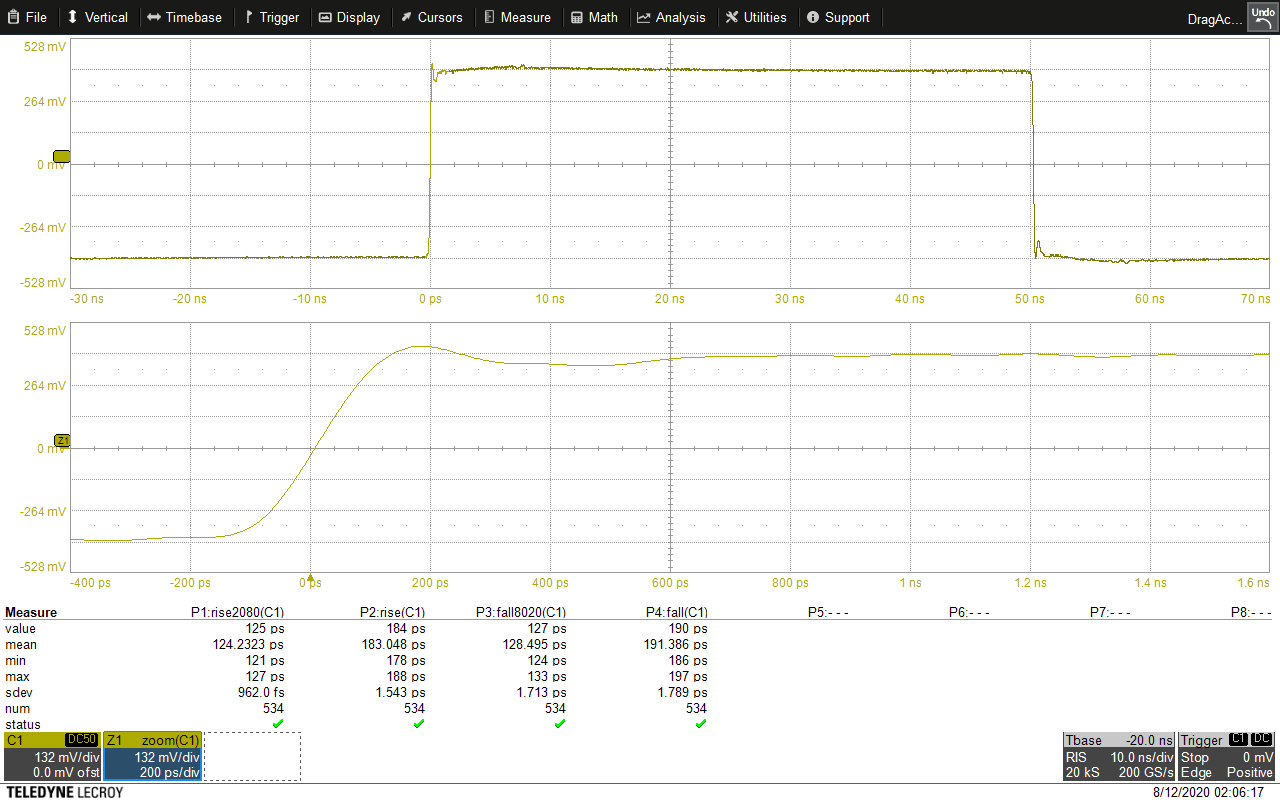 File Vertical Timebase Trigger Display Cursors Measure Math Analysis Utilities Support DragAc... Undo
528 mV
264 mV
0 mV
-264 mV
-528 mV
-30 ns -20 ns -10 ns 0 ps 10 ns 20 ns 30 ns 40 ns 50 ns 60 ns 70 ns
528 mV
264 mV
Z1
0 mV
-264 mV
-528 mV
-400 ps -200 ps 0 ps 200 ps 400 ps 600 ps 800 ps 1 ns 1.2 ns 1.4 ns 1.6 ns
Measure P1:rise2080(C1) P2:rise(C1) P3:fall8020(C1) P4:fall(C1) P5:- - - P6:- - - P7:- - - P8:- - -
value 125 ps 184 ps 127 ps 190 ps
mean 124.2323 ps 183.048 ps 128.495 ps 191.386 ps
min 121 ps 178 ps 124 ps 186 ps
max 127 ps 188 ps 133 ps 197 ps
sdev 962.0 fs 1.543 ps 1.713 ps 1.789 ps
num 534 534 534 534
status
C1 DC50 Z1 zoom(C1) Tbase -20.0 ns Trigger C1 DC
132 mV/div 132 mV/div RIS 10.0 ns/div Stop 0 mV
0.0 mV ofst 200 ps/div 20 kS 200 GS/s Edge Positive
TELEDYNE LECROY 8/12/2020 02:06:17